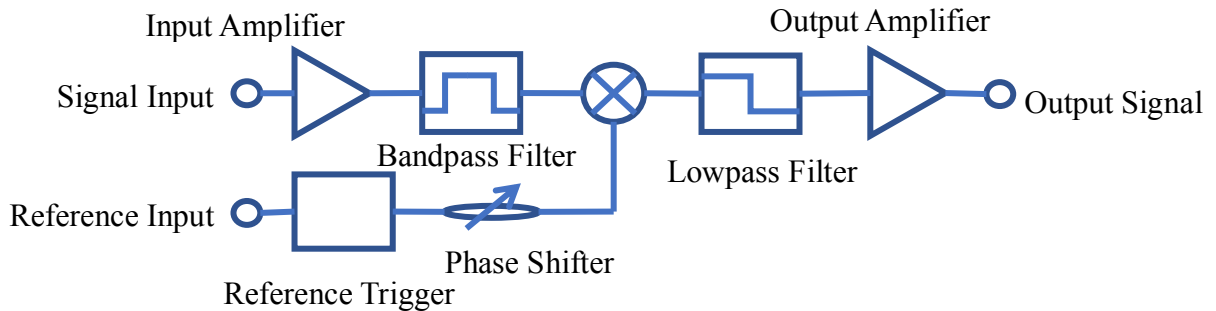 Input Amplifier
Output Amplifier
Signal Input
Output Signal
Bandpass Filter
Lowpass Filter
Reference Input
Phase Shifter
Reference Trigger